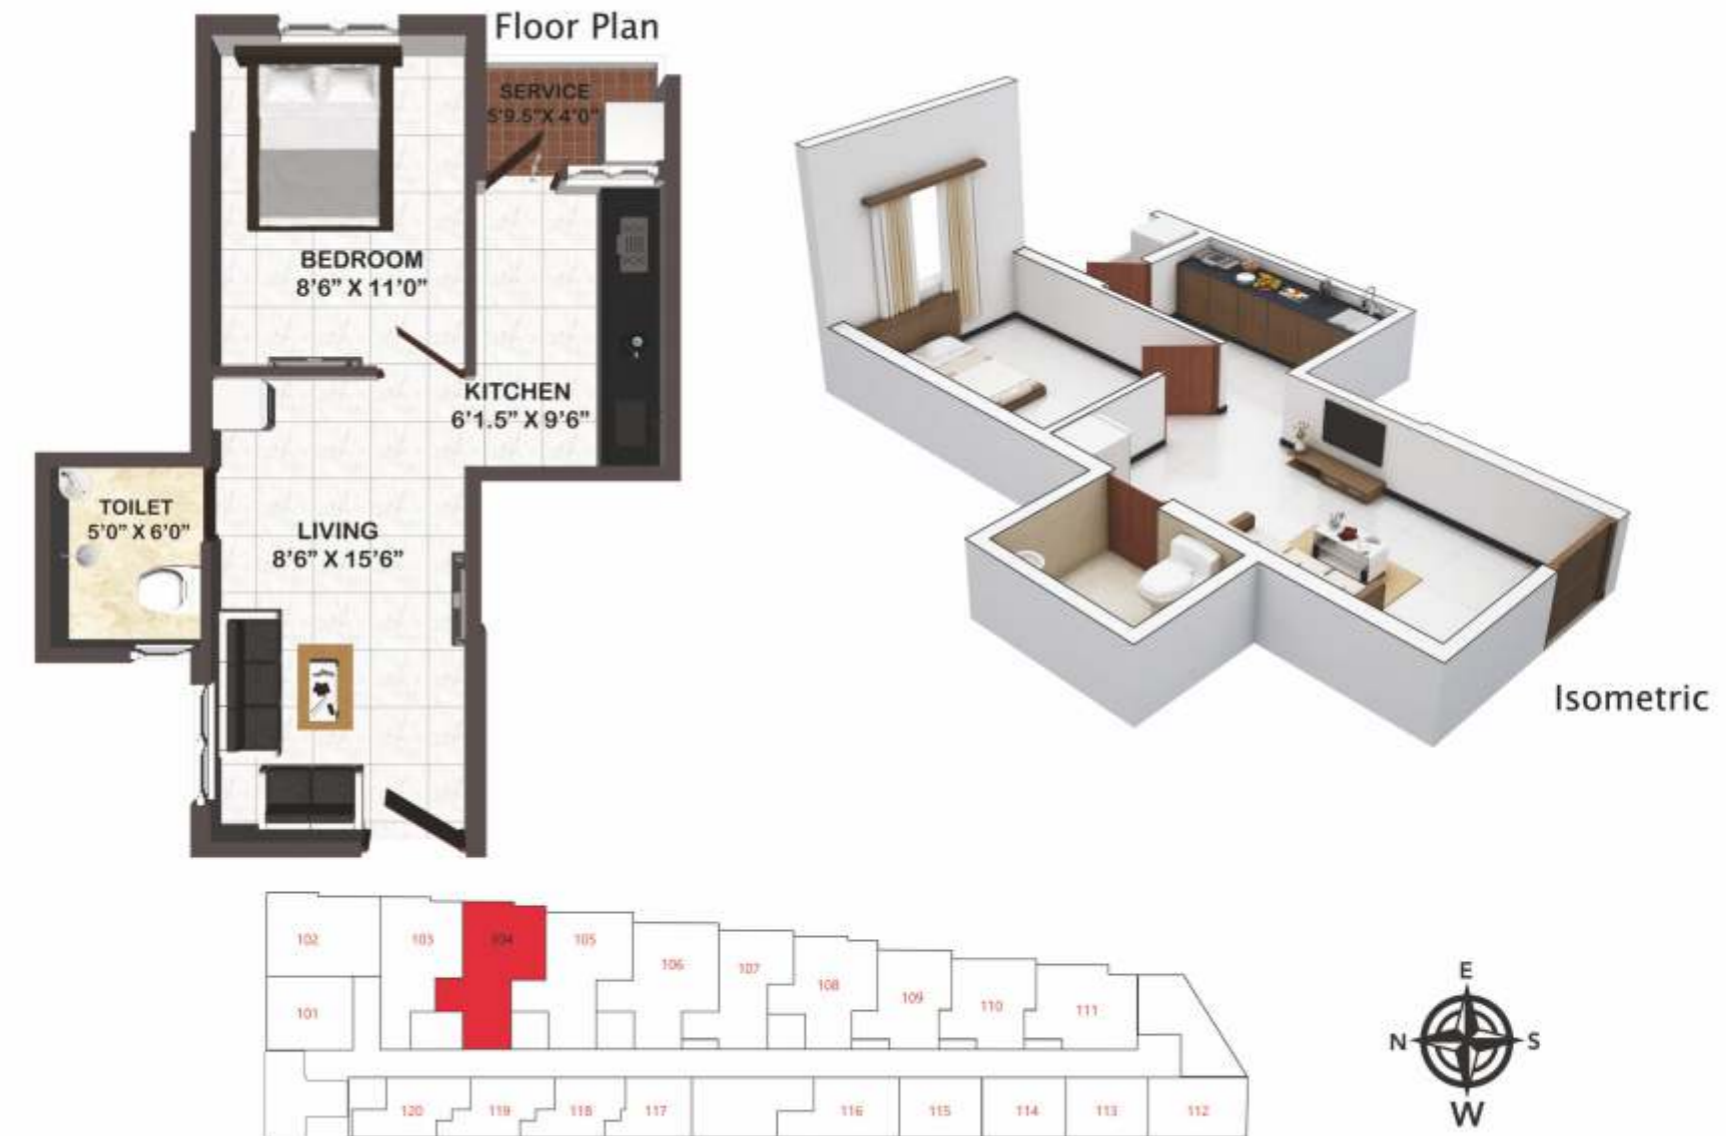 Floor Plan
SERVICE
5'9.5"X 4'0"
BEDROOM
8'6" X 11'0"
KITCHEN
6'1.5" X 9'6"
TOILET
5'0" X 6'0"
LIVING
8'6" X 15'6"
Isometric
102
103
104
105
106
107
108
109
110
111
101
120
119
118
117
116
115
114
113
112
E
N
S
W